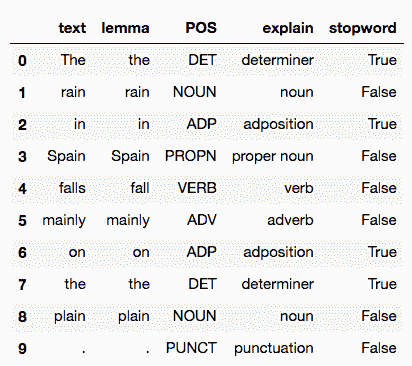 text lemma POS explain stopword
0 The the DET determiner True
1 rain rain NOUN noun False
2 in in ADP adposition True
3 Spain Spain PROPN proper noun False
4 falls fall VERB verb False
5 mainly mainly ADV adverb False
6 on on ADP adposition True
7 the the DET determiner True
8 plain plain NOUN noun False
9 . . PUNCT punctuation False